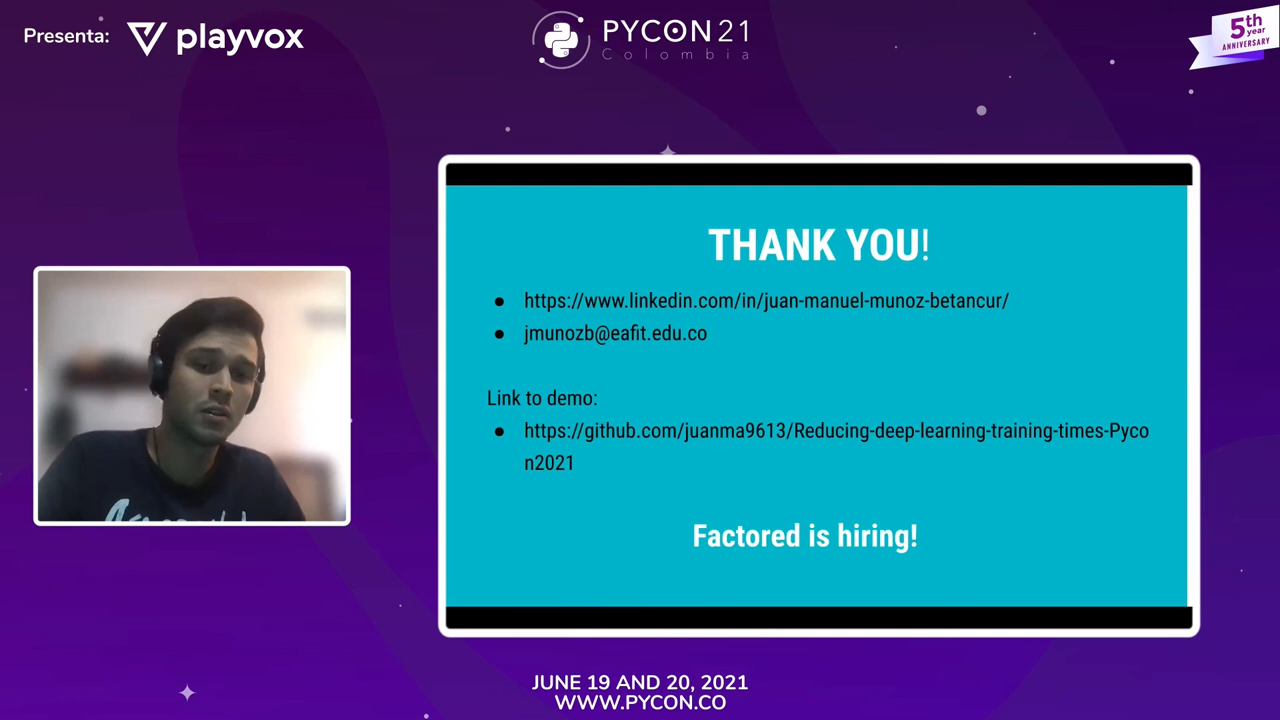 Presenta: playvox
PYCON 21
Colombia
5th
year
ANNIVERSARY
THANK YOU!
● https://www.linkedin.com/in/juan-manuel-munoz-betancur/
● jmunozb@eafit.edu.co
Link to demo:
● https://github.com/juanma9613/Reducing-deep-learning-training-times-Pyco
n2021
Factored is hiring!
JUNE 19 AND 20, 2021
WWW.PYCON.CO